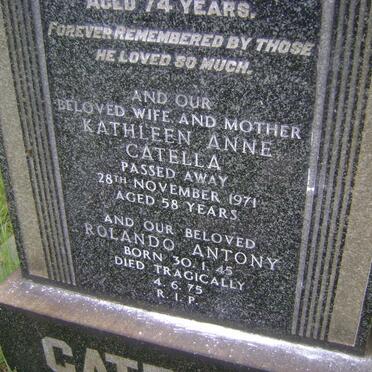 AGED 74 YEARS.
FOREVER REMEMBERED BY THOSE
HE LOVED SO MUCH.
AND OUR
BELOVED WIFE AND MOTHER
KATHLEEN ANNE
CATELLA
PASSED AWAY
28TH NOVEMBER 1971
AGED 58 YEARS
AND OUR BELOVED
ROLANDO ANTONY
BORN 30.1.45
DIED TRAGICALLY
4.6.75
R.I.P.